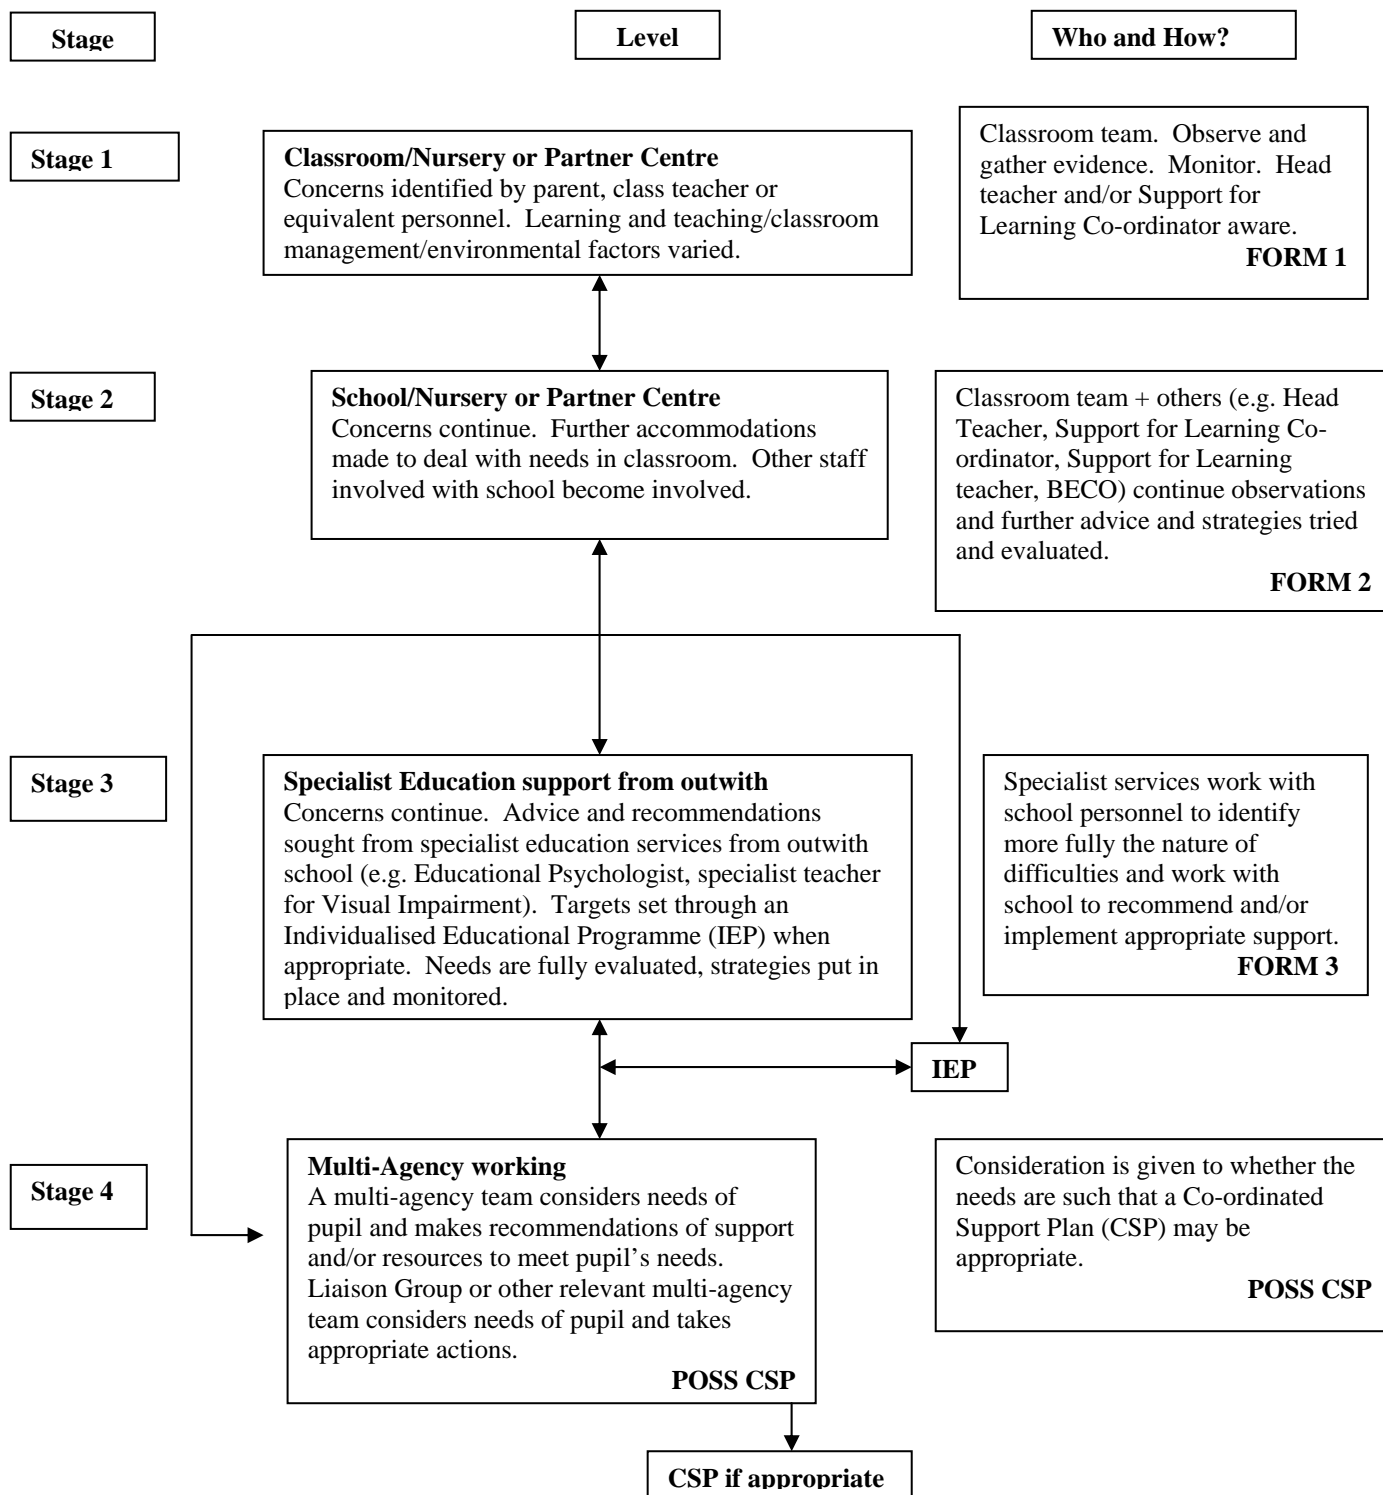 Stage
Level
Who and How?
Stage 1
Classroom/Nursery or Partner Centre
Concerns identified by parent, class teacher or
equivalent personnel.  Learning and teaching/classroom
management/environmental factors varied.
Classroom team.  Observe and
gather evidence.  Monitor.  Head
teacher and/or Support for
Learning Co-ordinator aware.
FORM 1
Stage 2
School/Nursery or Partner Centre
Concerns continue.  Further accommodations
made to deal with needs in classroom.  Other staff
involved with school become involved.
Classroom team + others (e.g. Head
Teacher, Support for Learning Co-
ordinator, Support for Learning
teacher, BECO) continue observations
and further advice and strategies tried
and evaluated.
FORM 2
Stage 3
Specialist Education support from outwith
Concerns continue.  Advice and recommendations
sought from specialist education services from outwith
school (e.g. Educational Psychologist, specialist teacher
for Visual Impairment).  Targets set through an
Individualised Educational Programme (IEP) when
appropriate.  Needs are fully evaluated, strategies put in
place and monitored.
Specialist services work with
school personnel to identify
more fully the nature of
difficulties and work with
school to recommend and/or
implement appropriate support.
FORM 3
IEP
Stage 4
Multi-Agency working
A multi-agency team considers needs of
pupil and makes recommendations of support
and/or resources to meet pupil’s needs.
Liaison Group or other relevant multi-agency
team considers needs of pupil and takes
appropriate actions.
POSS CSP
Consideration is given to whether the
needs are such that a Co-ordinated
Support Plan (CSP) may be
appropriate.
POSS CSP
CSP if appropriate